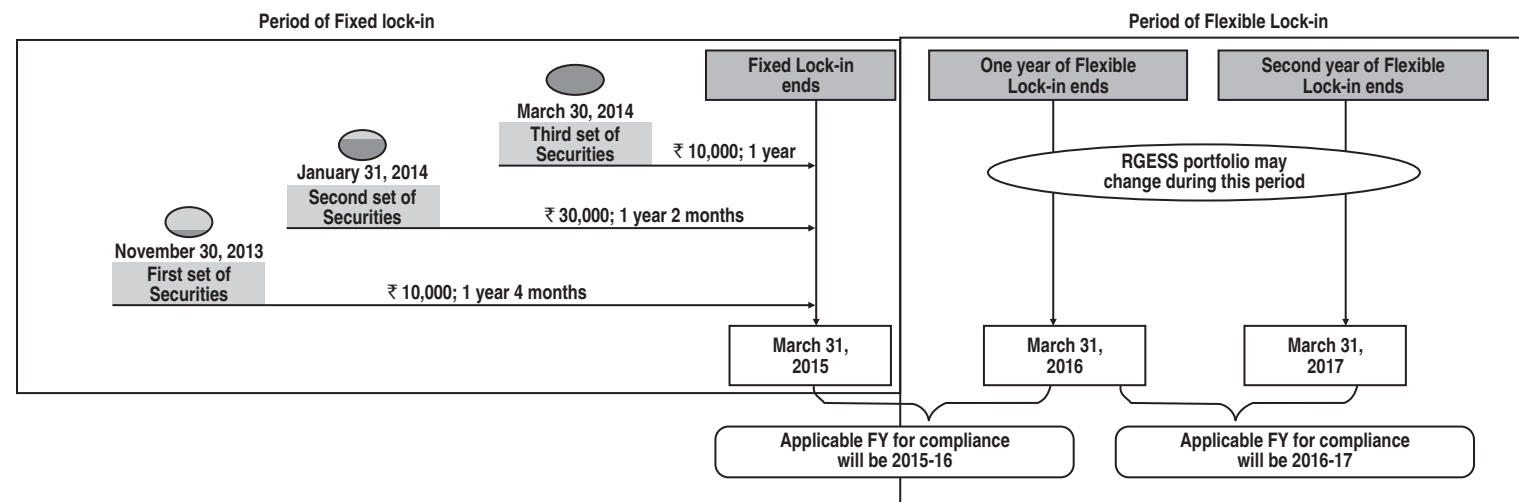 Period of Fixed lock-in
Period of Flexible Lock-in
Fixed Lock-in
ends
One year of Flexible
Lock-in ends
Second year of Flexible
Lock-in ends
March 30, 2014
Third set of
Securities
₹ 10,000; 1 year
RGESS portfolio may
change during this period
January 31, 2014
Second set of
Securities
₹ 30,000; 1 year 2 months
November 30, 2013
First set of
Securities
₹ 10,000; 1 year 4 months
March 31,
2015
March 31,
2016
March 31,
2017
Applicable FY for compliance
will be 2015-16
Applicable FY for compliance
will be 2016-17